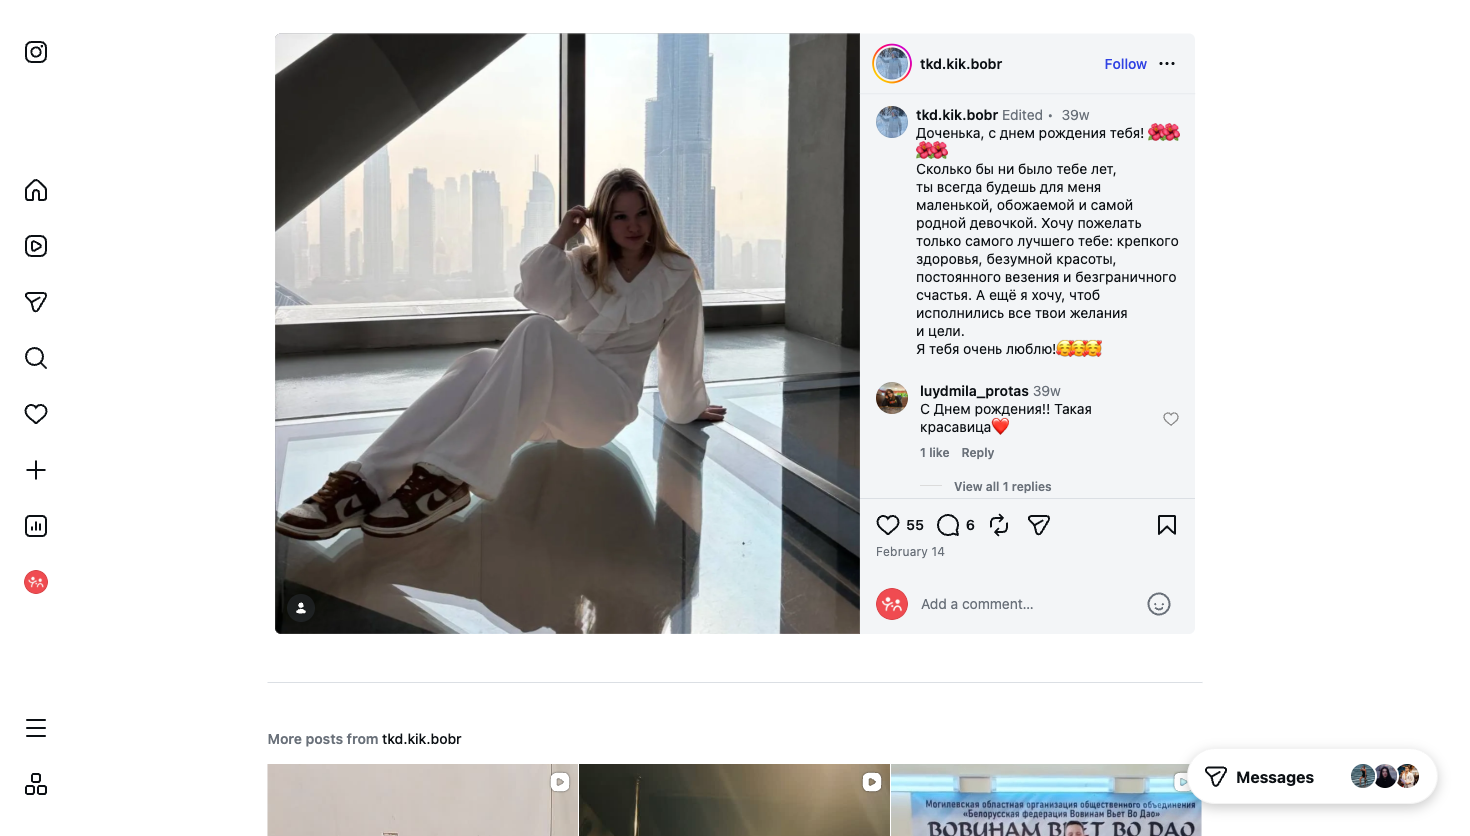 tkd.kik.bobr
Follow
tkd.kik.bobr Edited • 39w
Доченька, с днем рождения тебя! 🌺🌺
🌺🌺
Сколько бы ни было тебе лет,
ты всегда будешь для меня
маленькой, обожаемой и самой
родной девочкой. Хочу пожелать
только самого лучшего тебе: крепкого
здоровья, безумной красоты,
постоянного везения и безграничного
счастья. А ещё я хочу, чтоб
исполнились все твои желания
и цели.
Я тебя очень люблю!🥰🥰🥰
luydmila_protas 39w
С Днем рождения!! Такая
красавица❤️
1 like Reply
View all 1 replies
55 6
February 14
Add a comment...
More posts from tkd.kik.bobr
Messages
Могилевская областная организация общественного объединения
"Белорусская федерация Вовинам Вьет Во Дао»
ВОВИНАМ ВЬЕТ ВО ДАО